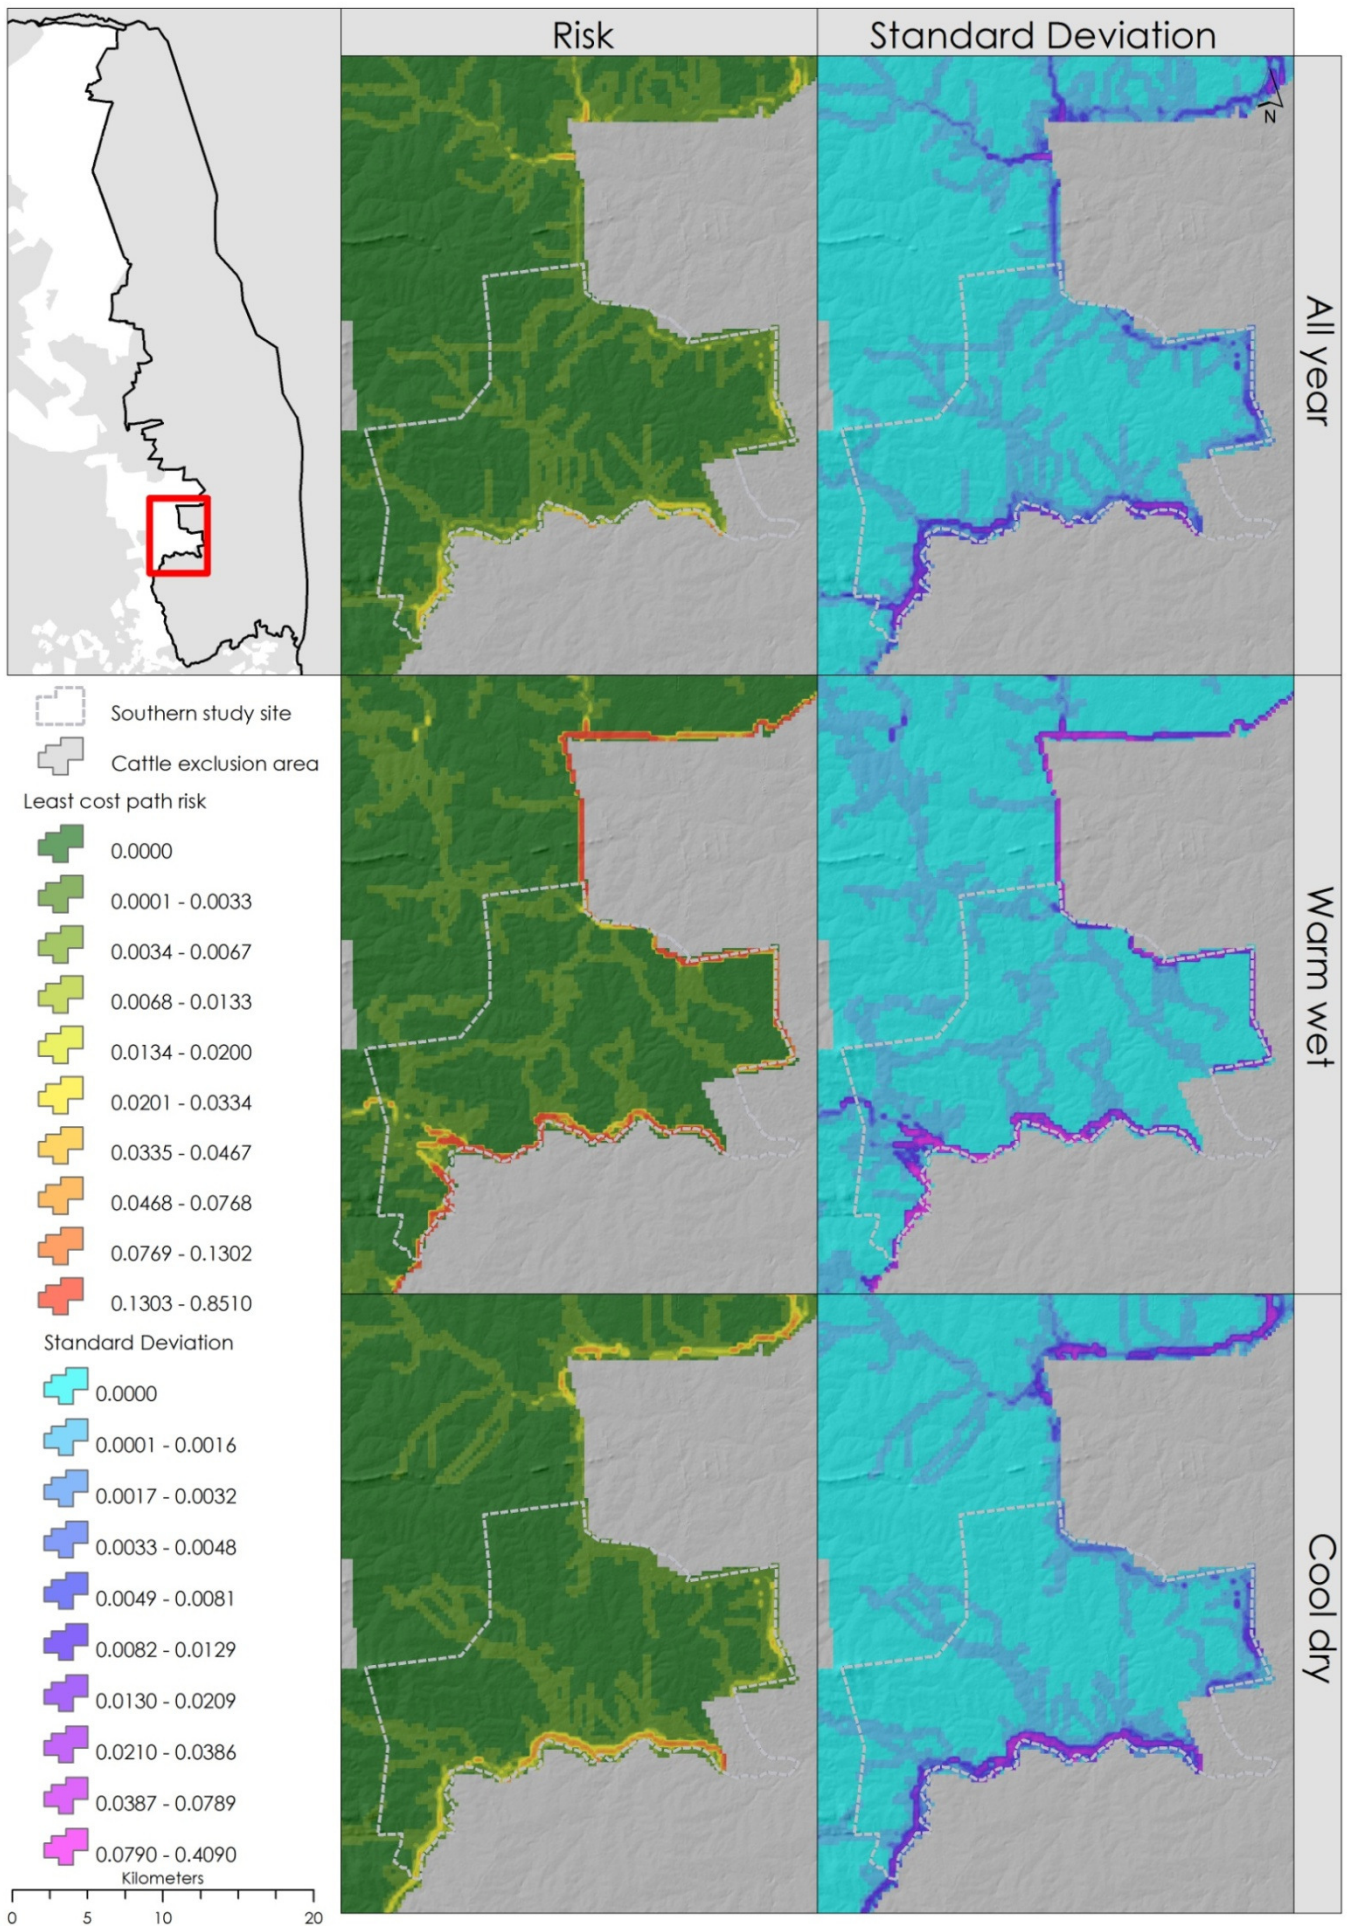 Risk
Standard Deviation
N
All year
Southern study site
Cattle exclusion area
Least cost path risk
0.0000
0.0001 - 0.0033
0.0034 - 0.0067
0.0068 - 0.0133
0.0134 - 0.0200
0.0201 - 0.0334
0.0335 - 0.0467
0.0468 - 0.0768
0.0769 - 0.1302
0.1303 - 0.8510
Warm wet
Standard Deviation
0.0000
0.0001 - 0.0016
0.0017 - 0.0032
0.0033 - 0.0048
0.0049 - 0.0081
0.0082 - 0.0129
0.0130 - 0.0209
0.0210 - 0.0386
0.0387 - 0.0789
0.0790 - 0.4090
Cool dry
Kilometers
0 5 10 20